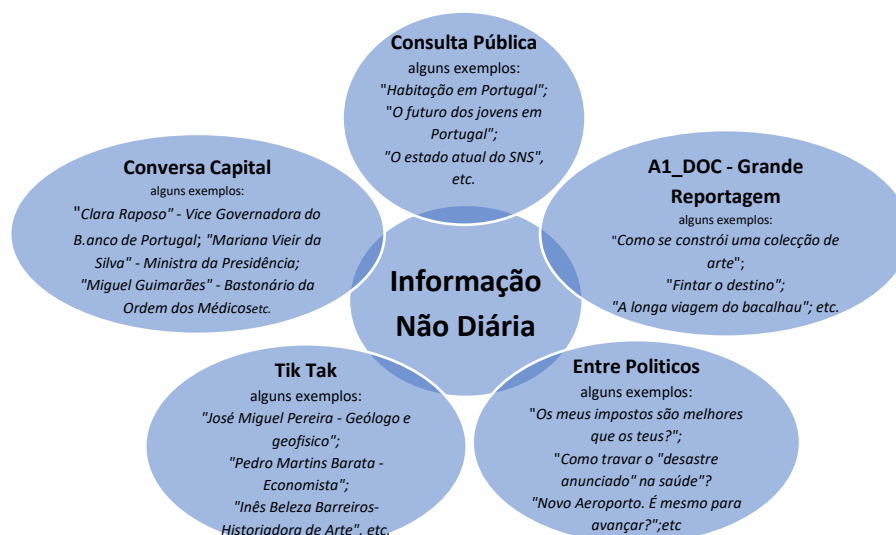 Consulta Pública
alguns exemplos:
"Habitação em Portugal";
"O futuro dos jovens em
Portugal";
"O estado atual do SNS",
etc.
Conversa Capital
alguns exemplos:
"Clara Raposo" - Vice Governadora do
B.anco de Portugal; "Mariana Vieir da
Silva" - Ministra da Presidência;
"Miguel Guimarães" - Bastonário da
Ordem dos Médicosetc.
A1_DOC - Grande
Reportagem
alguns exemplos:
"Como se constrói uma colecção de
arte";
"Fintar o destino";
"A longa viagem do bacalhau"; etc.
Informação
Não Diária
Tik Tak
alguns exemplos:
"José Miguel Pereira - Geólogo e
geofisico";
"Pedro Martins Barata -
Economista";
"Inês Beleza Barreiros-
Historiadora de Arte", etc.
Entre Politicos
alguns exemplos:
"Os meus impostos são melhores
que os teus?";
"Como travar o "desastre
anunciado" na saúde"?
"Novo Aeroporto. É mesmo para
avançar?";etc